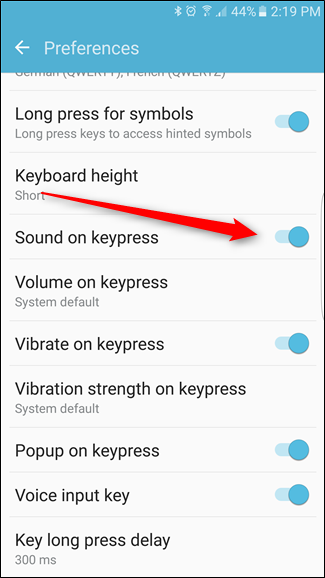 44% 2:19 PM
Preferences
German (QWERTZ), French (QWERTZ)
Long press for symbols
Long press keys to access hinted symbols
Keyboard height
Short
Sound on keypress
Volume on keypress
System default
Vibrate on keypress
Vibration strength on keypress
System default
Popup on keypress
Voice input key
Key long press delay
300 ms